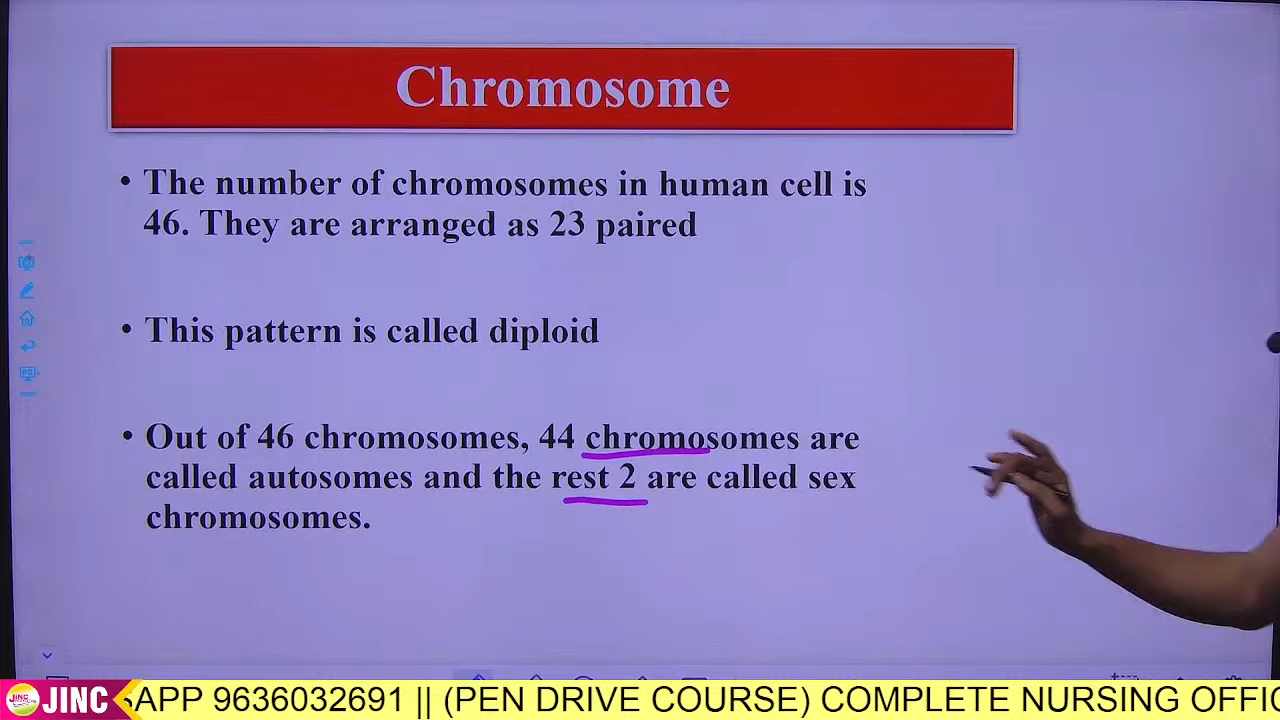 Chromosome
• The number of chromosomes in human cell is
46. They are arranged as 23 paired
• This pattern is called diploid
• Out of 46 chromosomes, 44 chromosomes are
called autosomes and the rest 2 are called sex
chromosomes.
JINC APP 9636032691 || (PEN DRIVE COURSE) COMPLETE NURSING OFFIC